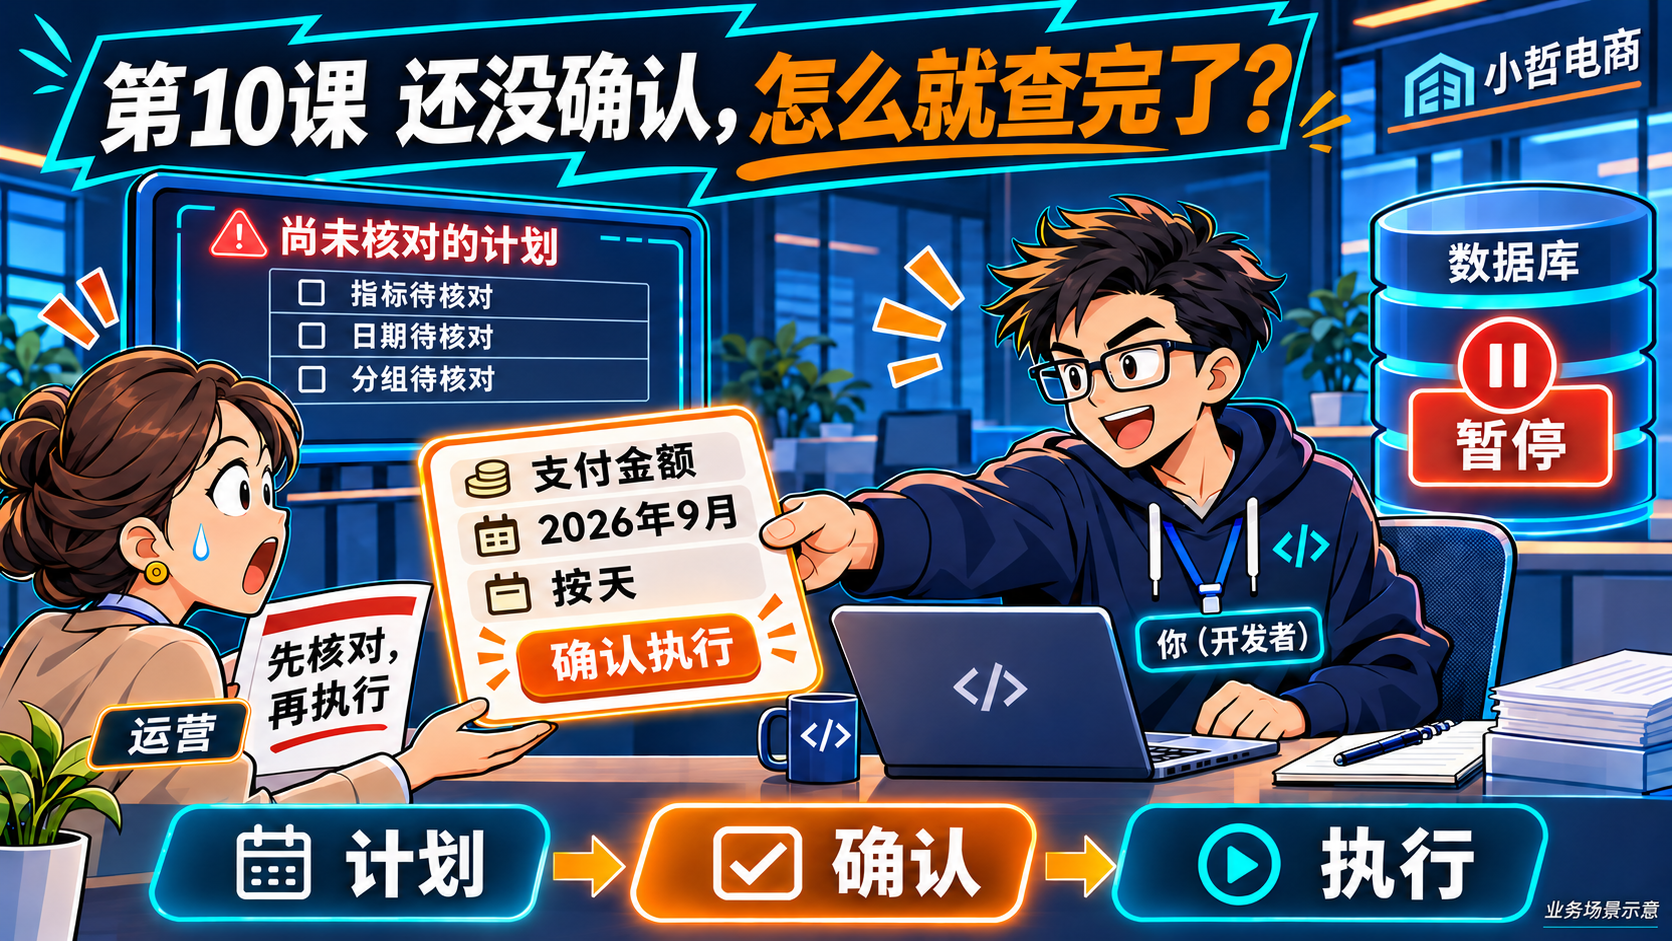 第10课 还没确认，怎么就查完了？
小哲电商
尚未核对的计划
指标待核对
日期待核对
分组待核对
数据库
暂停
支付金额
2026年9月
按天
确认执行
先核对，
再执行
运营
</>
你（开发者）
</>
</>
计划
确认
执行
业务场景示意